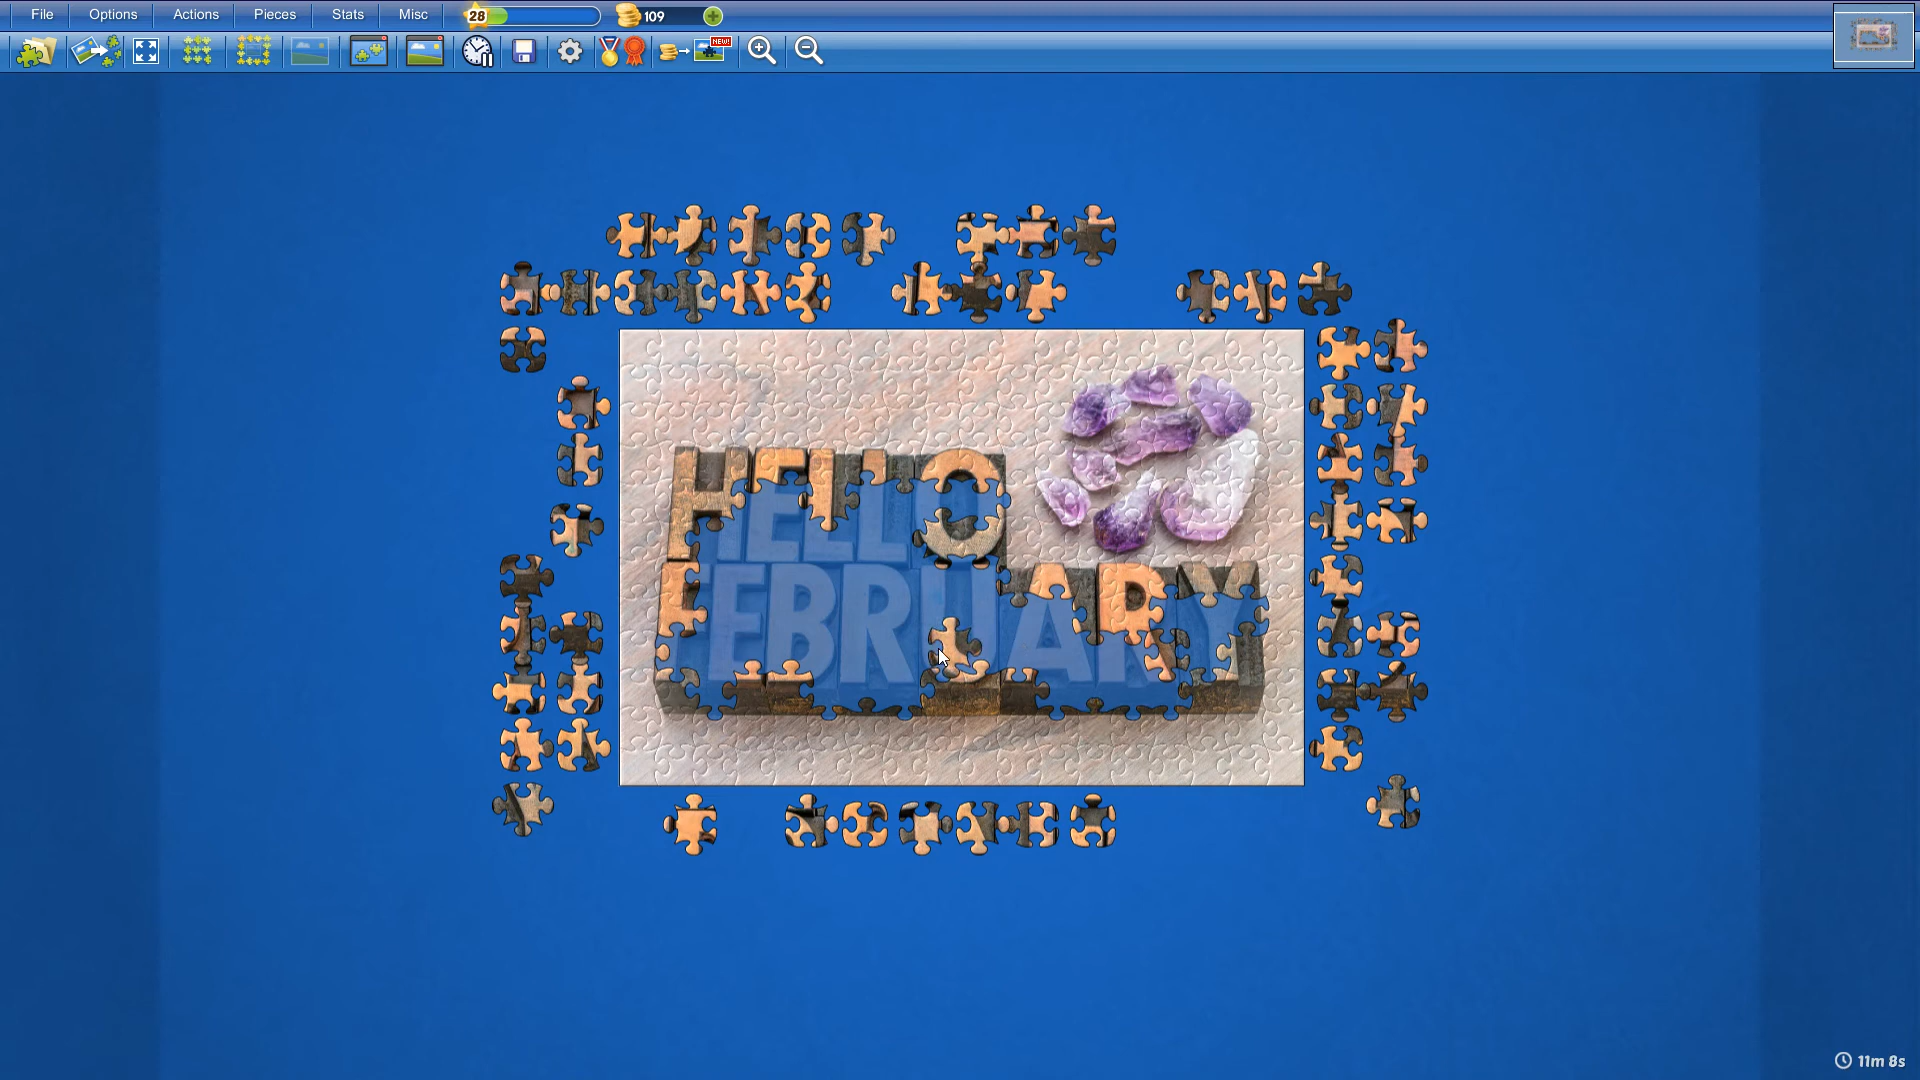 File Options Actions Pieces Stats Misc 28 109
NEW!
HELLO
FEBRUARY
11m 8s